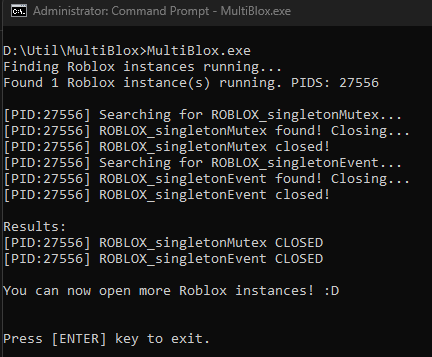 Administrator: Command Prompt - MultiBlox.exe
D:\Util\MultiBlox>MultiBlox.exe
Finding Roblox instances running...
Found 1 Roblox instance(s) running. PIDS: 27556
[PID:27556] Searching for ROBLOX_singletonMutex...
[PID:27556] ROBLOX_singletonMutex found! Closing...
[PID:27556] ROBLOX_singletonMutex closed!
[PID:27556] Searching for ROBLOX_singletonEvent...
[PID:27556] ROBLOX_singletonEvent found! Closing...
[PID:27556] ROBLOX_singletonEvent closed!
Results:
[PID:27556] ROBLOX_singletonMutex CLOSED
[PID:27556] ROBLOX_singletonEvent CLOSED
You can now open more Roblox instances! :D
Press [ENTER] key to exit.